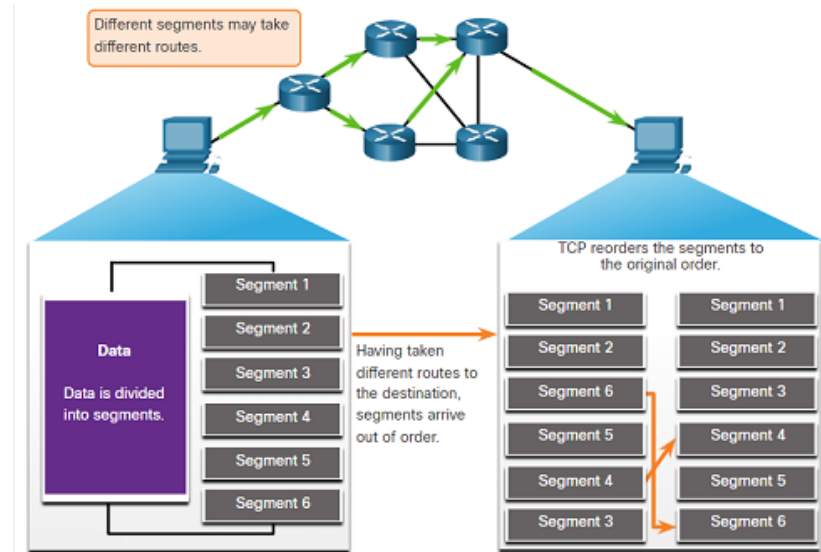 Different segments may take
different routes.
Data
Data is divided
into segments.
Segment 1
Segment 2
Segment 3
Segment 4
Segment 5
Segment 6
Having taken
different routes to
the destination,
segments arrive
out of order.
TCP reorders the segments to
the original order.
Segment 1
Segment 2
Segment 6
Segment 5
Segment 4
Segment 3
Segment 1
Segment 2
Segment 3
Segment 4
Segment 5
Segment 6